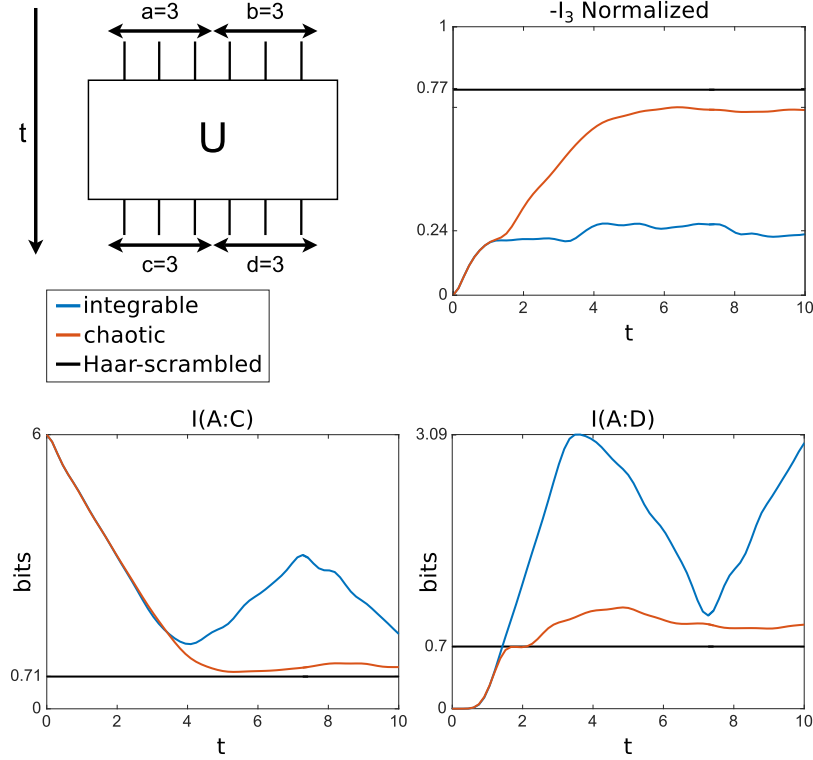 a=3 b=3
t
U
c=3 d=3
integrable
chaotic
Haar-scrambled
-I₃ Normalized
1
0.77
0.24
0
0 2 4 6 8 10
t
I(A:C)
6
bits
0.71
0
0 2 4 6 8 10
t
I(A:D)
3.09
bits
0.7
0
0 2 4 6 8 10
t